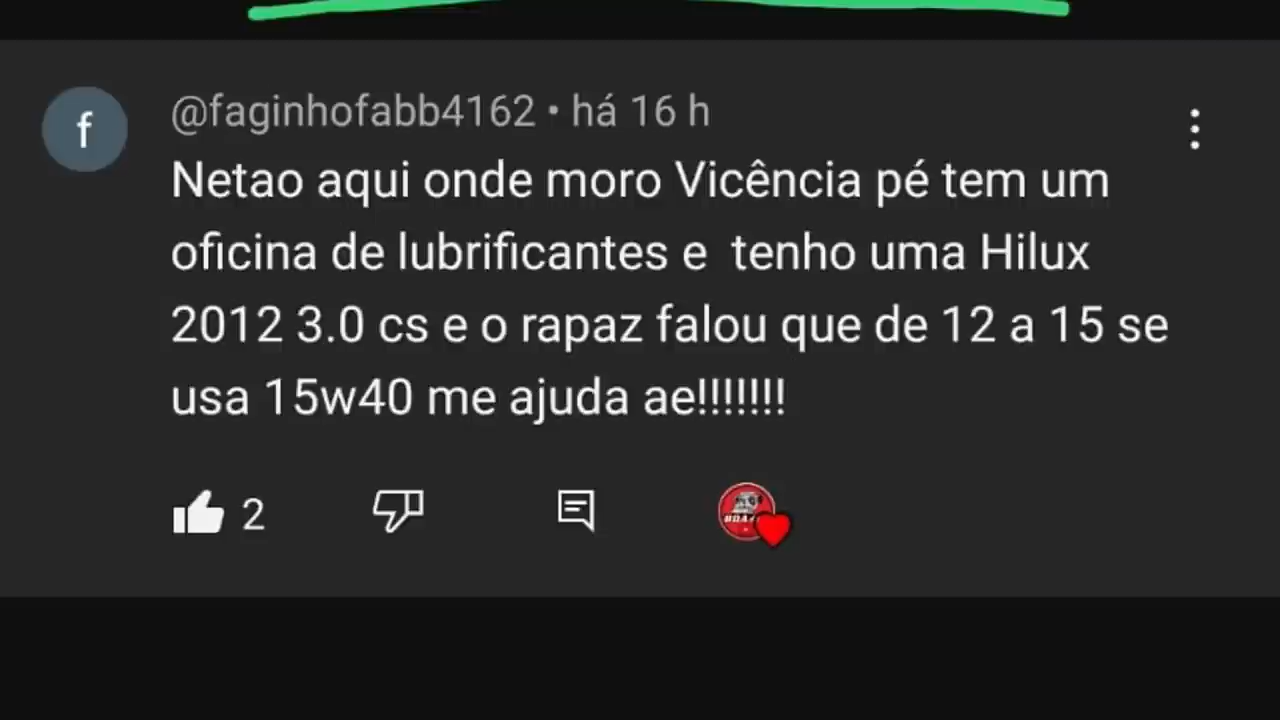 f
@faginhofabb4162 • há 16 h
Netao aqui onde moro Vicência pé tem um
oficina de lubrificantes e tenho uma Hilux
2012 3.0 cs e o rapaz falou que de 12 a 15 se
usa 15w40 me ajuda ae!!!!!!!
2